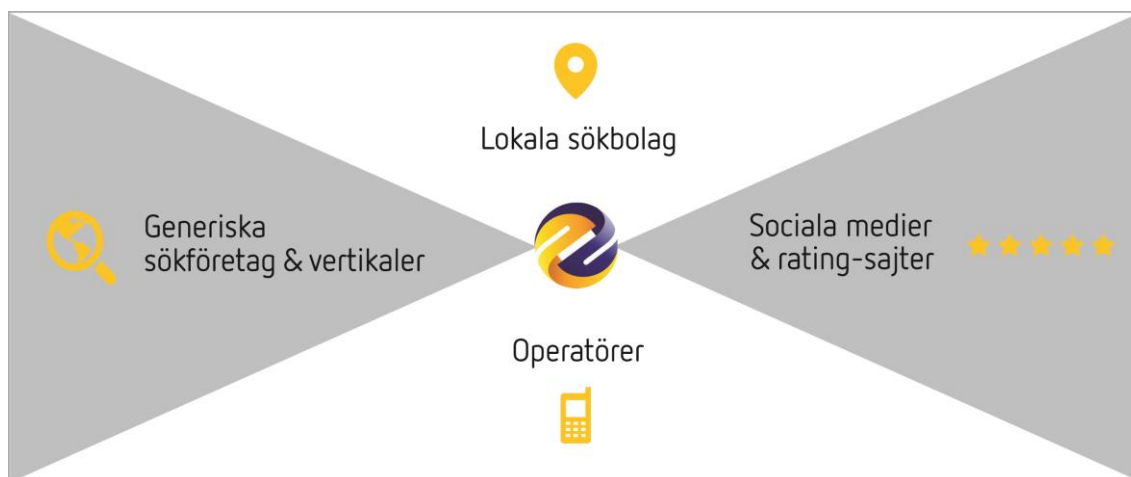 Lokala sökbolag
Generiska
sökföretag & vertikaler
Sociala medier
& rating-sajter
Operatörer